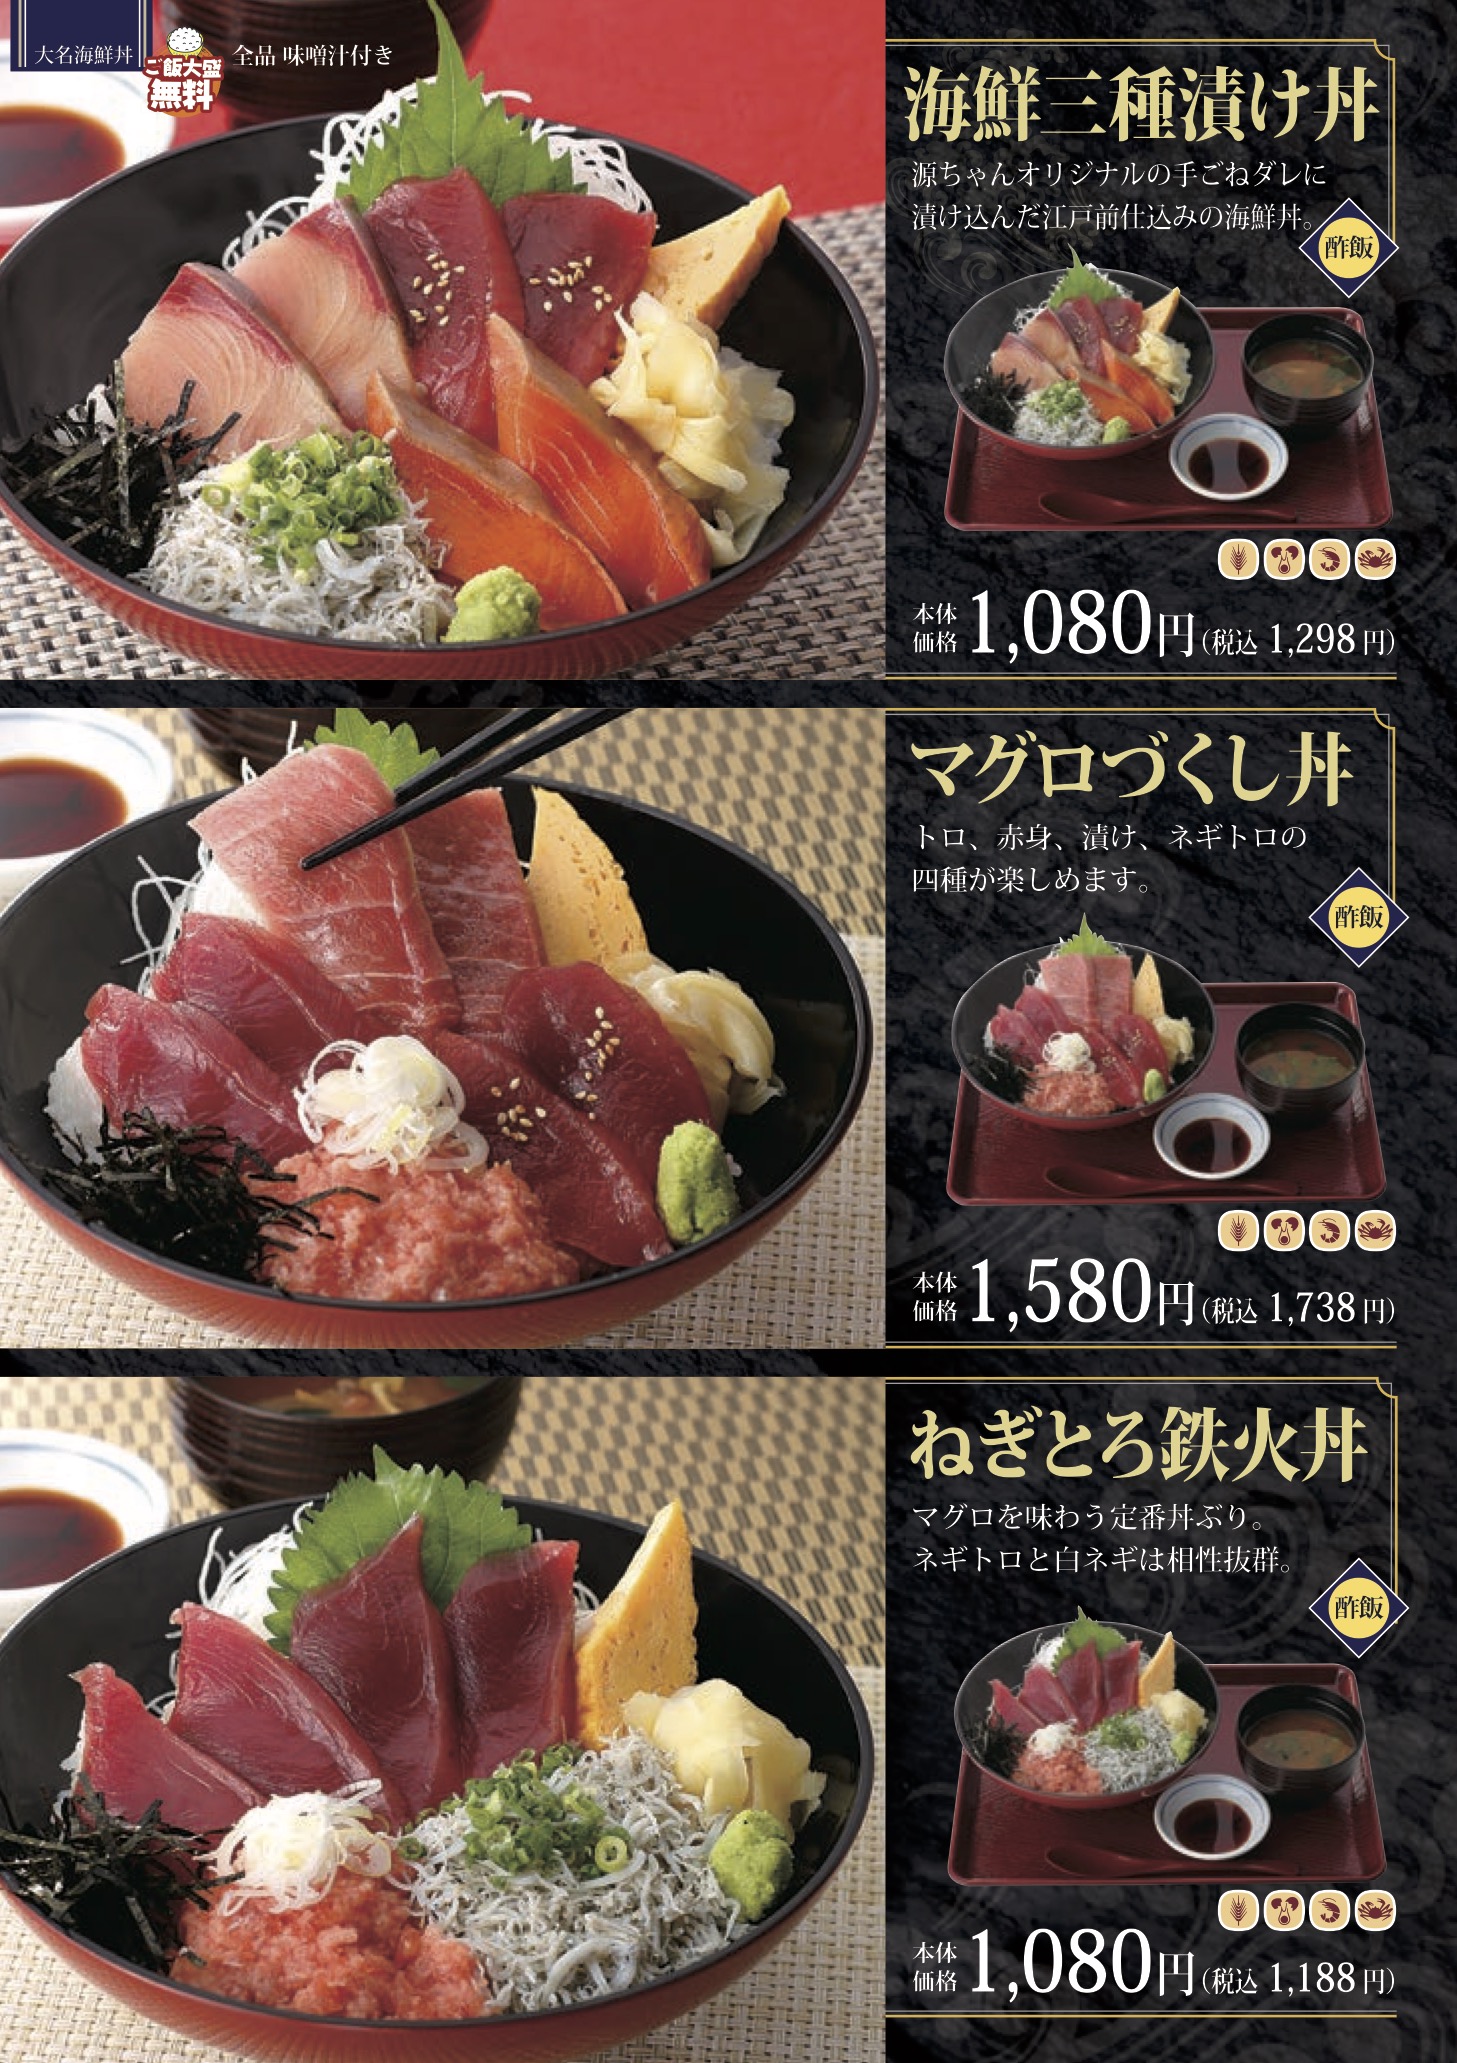 大名海鮮丼
ご飯大盛
無料
全品 味噌汁付き
海鮮三種漬け丼
源ちゃんオリジナルの手ごねダレに
漬け込んだ江戸前仕込みの海鮮丼。
酢飯
本体価格 1,080円(税込 1,298円)
マグロづくし丼
トロ、赤身、漬け、ネギトロの
四種が楽しめます。
酢飯
本体価格 1,580円(税込 1,738円)
ねぎとろ鉄火丼
マグロを味わう定番丼ぶり。
ネギトロと白ネギは相性抜群。
酢飯
本体価格 1,080円(税込 1,188円)